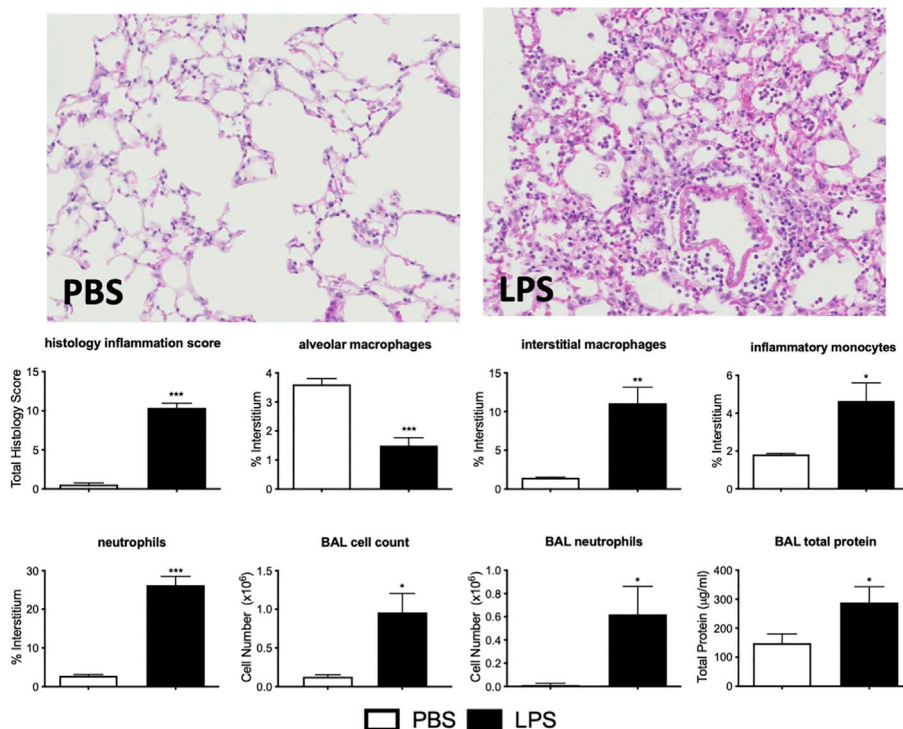 PBS
LPS
histology inflammation score
alveolar macrophages
interstitial macrophages
inflammatory monocytes
Total Histology Score
15
10
5
0
***
% Interstitium
4
3
2
1
0
***
% Interstitium
15
10
5
0
**
% Interstitium
6
4
2
0
*
neutrophils
BAL cell count
BAL neutrophils
BAL total protein
% Interstitium
30
20
10
0
***
Cell Number (x10⁶)
1.5
1.0
0.5
0.0
*
Cell Number (x10⁶)
0.8
0.6
0.4
0.2
0.0
*
Total Protein (µg/ml)
400
300
200
100
0
*
PBS LPS